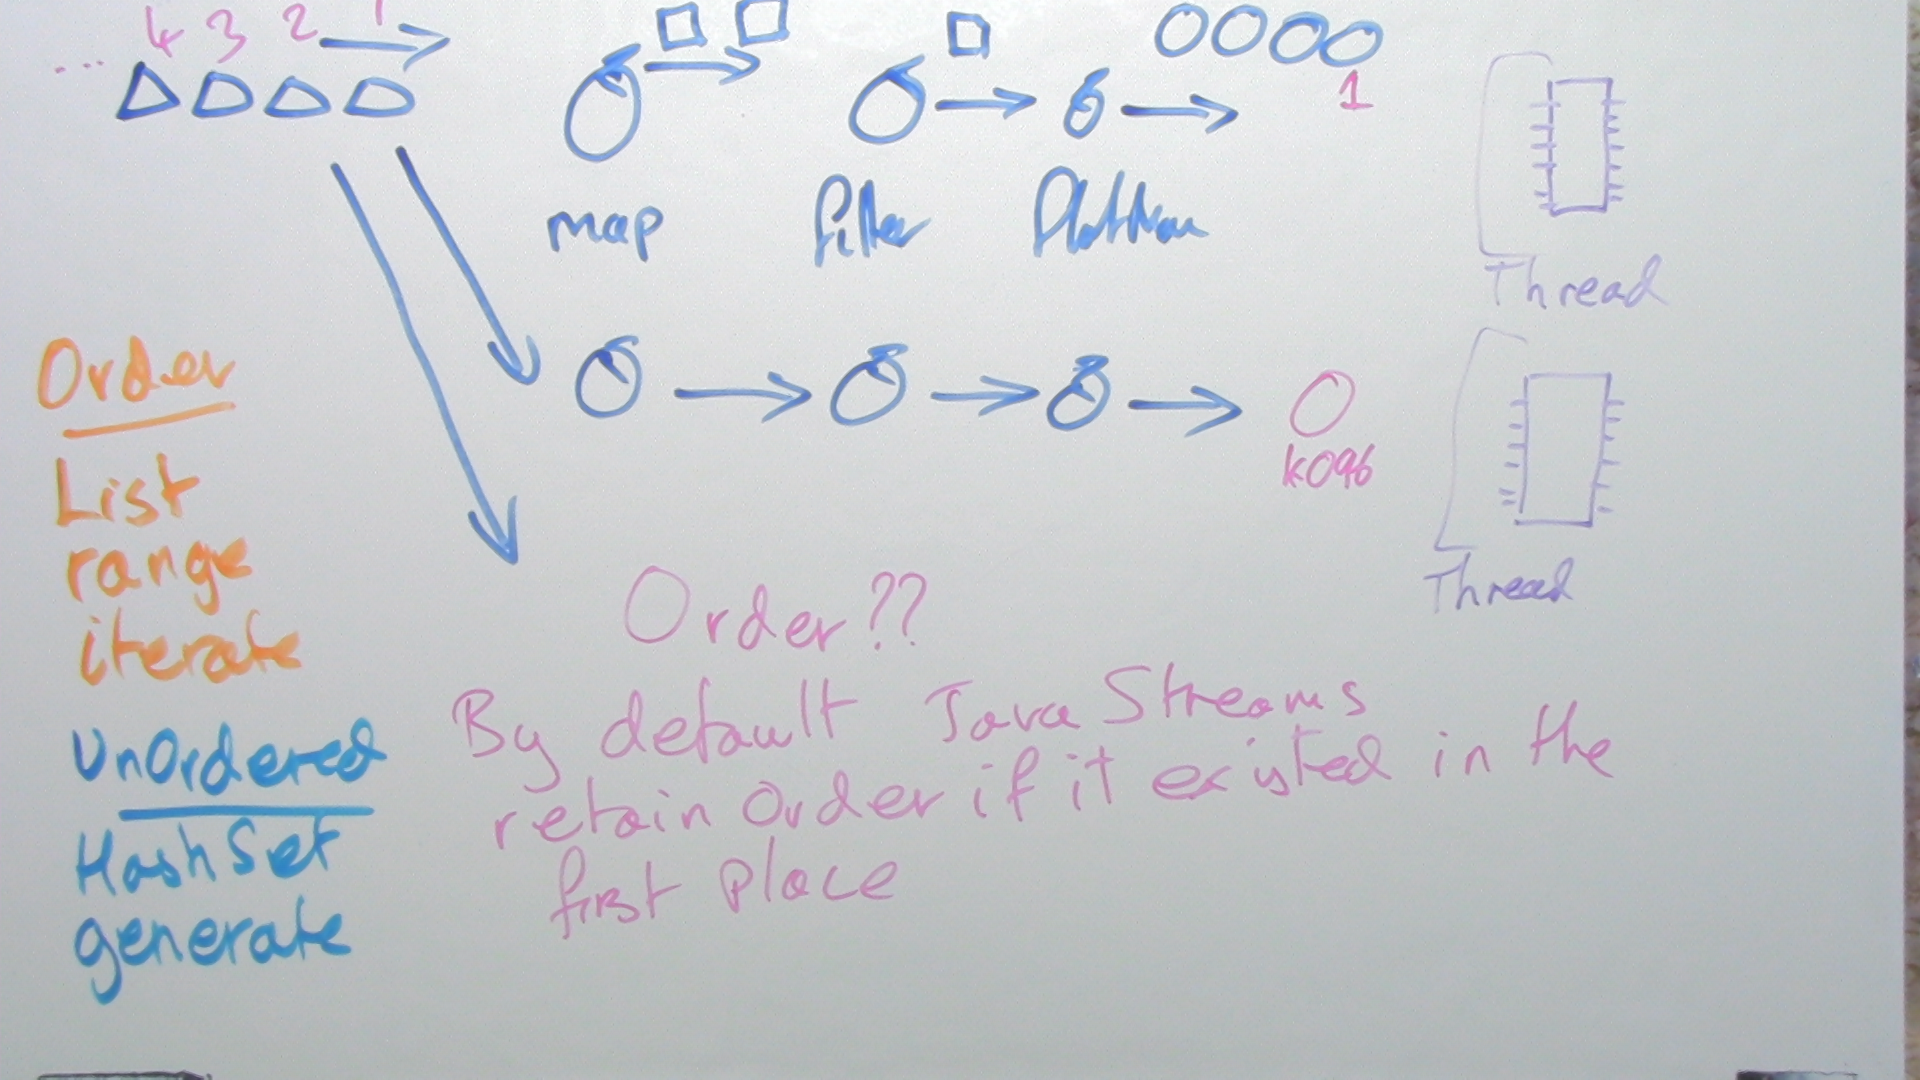 ... 4 3 2 1
1
map filter flatMap
Thread
k096
Thread
Order
List
range
iterate
UnOrdered
HashSet
generate
Order??
By default Java Streams
retain order if it existed in the
first place